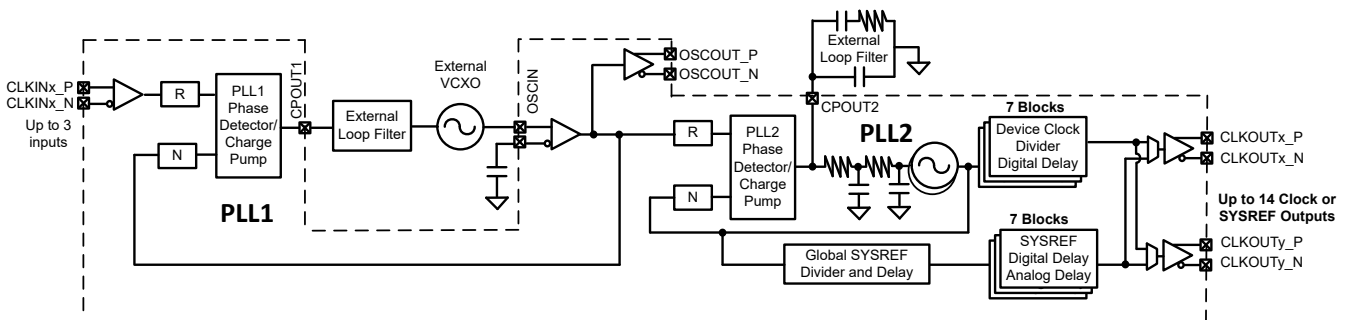 CLKINx_P
CLKINx_N
Up to 3
inputs
R
N
PLL1
Phase
Detector/
Charge
Pump
CPOUT1
PLL1
External
Loop Filter
External
VCXO
OSCIN
OSCOUT_P
OSCOUT_N
External
Loop Filter
CPOUT2
R
N
PLL2
Phase
Detector/
Charge
Pump
PLL2
7 Blocks
Device Clock
Divider
Digital Delay
7 Blocks
SYSREF
Digital Delay
Analog Delay
Global SYSREF
Divider and Delay
CLKOUTx_P
CLKOUTx_N
Up to 14 Clock or
SYSREF Outputs
CLKOUTy_P
CLKOUTy_N